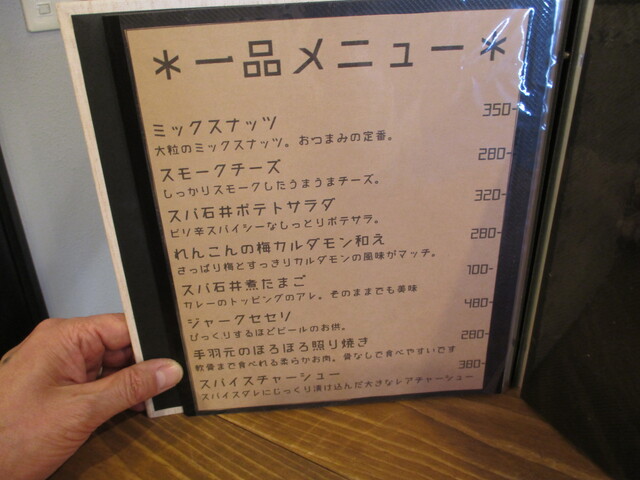 ＊一品メニュー＊
ミックスナッツ 350-
大粒のミックスナッツ。おつまみの定番。
スモークチーズ 280-
しっかりスモークしたうまうまチーズ。
スパ石井ポテトサラダ 320-
ピリ辛スパイシーなしっとりポテサラ。
れんこんの梅カルダモン和え 280-
さっぱり梅とすっきりカルダモンの風味がマッチ。
スパ石井煮たまご 100-
カレーのトッピングのアレ。そのままでも美味
ジャークセセリ 480-
びっくりするほどビールのお供。
手羽元のほろほろ照り焼き 280-
軟骨まで食べれる柔らかお肉。骨なしで食べやすいです
スパイスチャーシュー 380-
スパイスダレにじっくり漬け込んだ大きなレアチャーシュー